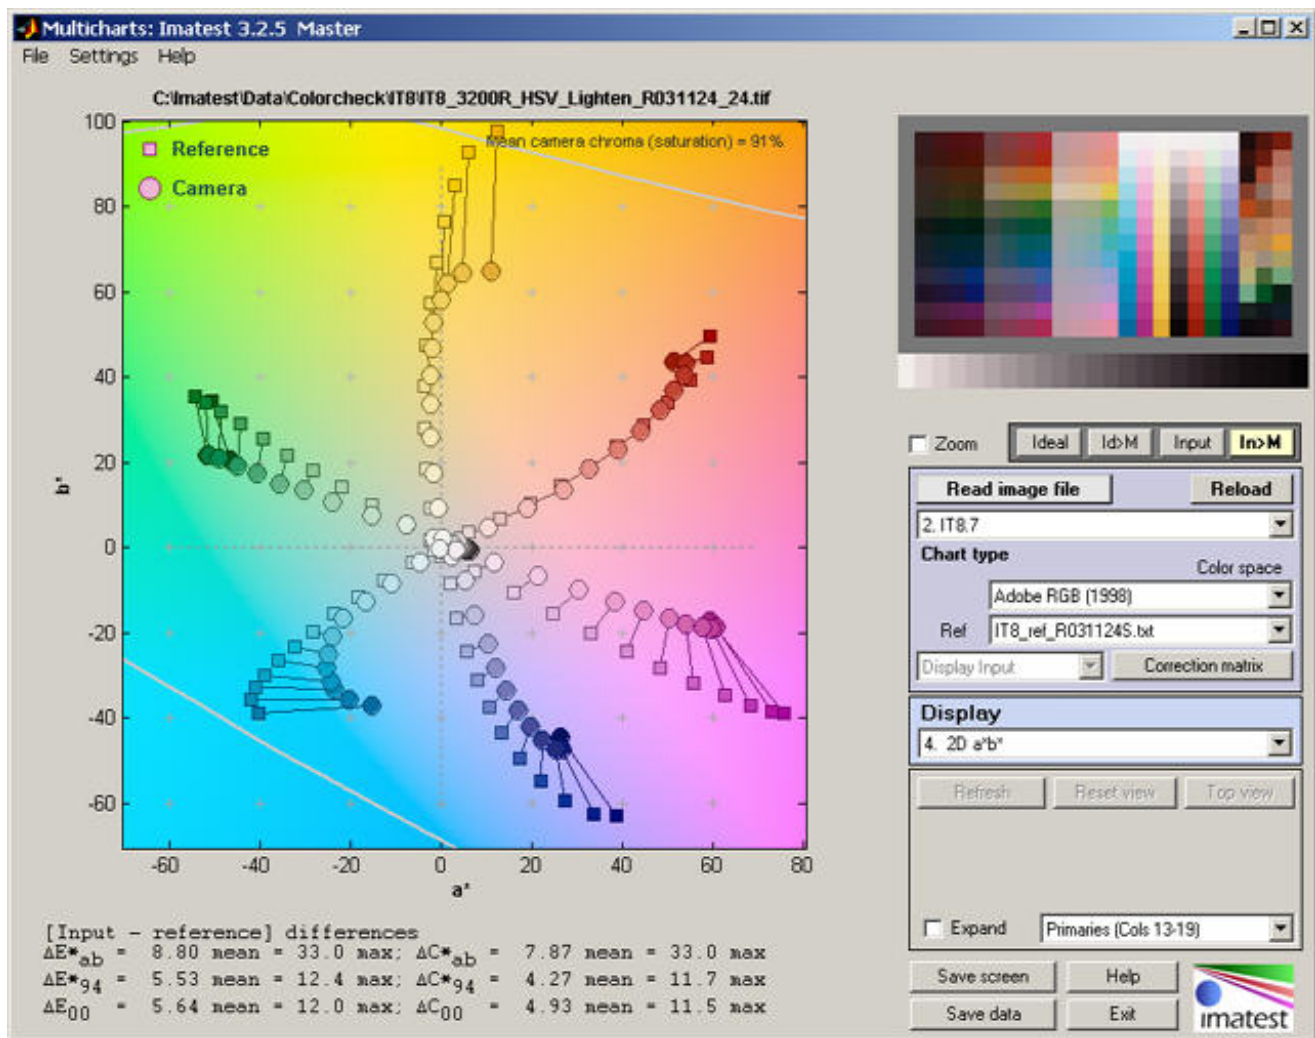 Multicharts: Imatest 3.2.5 Master
File Settings Help
C:\Imatest\Data\Colorcheck\IT8\IT8_3200R_HSV_Lighten_R031124_24.tif
Mean camera chroma (saturation) = 91%
Reference
Camera
100
80
60
40
20
0
-20
-40
-60
b*
-60 -40 -20 0 20 40 60 80
a*
[Input - reference] differences
ΔE*ab = 8.80 mean = 33.0 max; ΔC*ab = 7.87 mean = 33.0 max
ΔE*94 = 5.53 mean = 12.4 max; ΔC*94 = 4.27 mean = 11.7 max
ΔE00 = 5.64 mean = 12.0 max; ΔC00 = 4.93 mean = 11.5 max
Zoom Ideal Id>M Input In>M
Read image file Reload
2. IT8.7
Chart type
Color space
Adobe RGB (1998)
Ref IT8_ref_R031124S.txt
Display Input Correction matrix
Display
4. 2D a*b*
Refresh Reset view Top view
Expand Primaries (Cols 13-19)
Save screen Help
Save data Exit
imatest